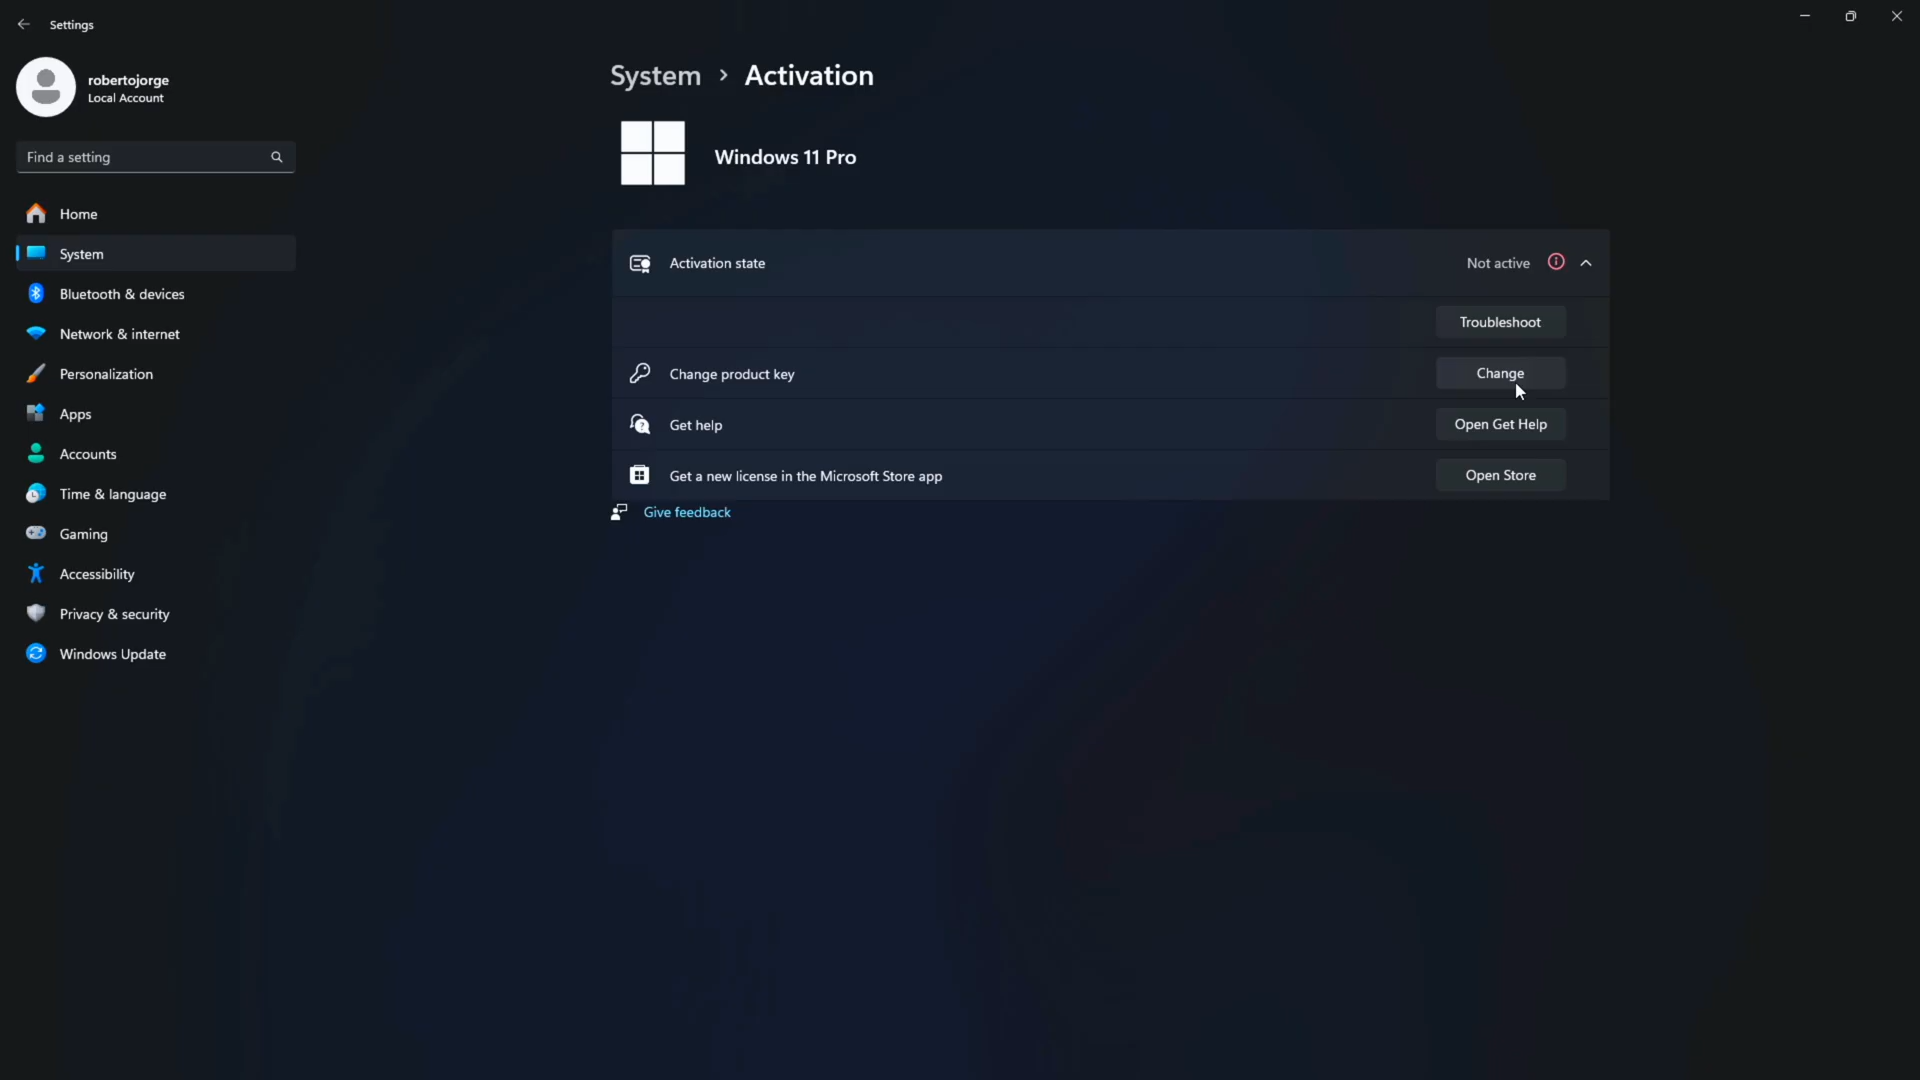 Settings
robertojorge
Local Account
Find a setting
Home
System
Bluetooth & devices
Network & internet
Personalization
Apps
Accounts
Time & language
Gaming
Accessibility
Privacy & security
Windows Update
System > Activation
Windows 11 Pro
Activation state Not active
Troubleshoot
Change product key Change
Get help Open Get Help
Get a new license in the Microsoft Store app Open Store
Give feedback